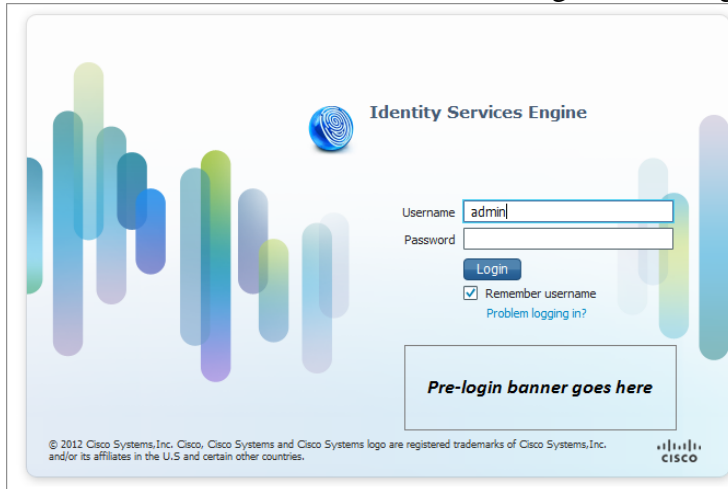 Identity Services Engine
Username admin
Password
Login
Remember username
Problem logging in?
Pre-login banner goes here
© 2012 Cisco Systems,Inc. Cisco, Cisco Systems and Cisco Systems logo are registered trademarks of Cisco Systems,Inc.
and/or its affiliates in the U.S and certain other countries.
CISCO